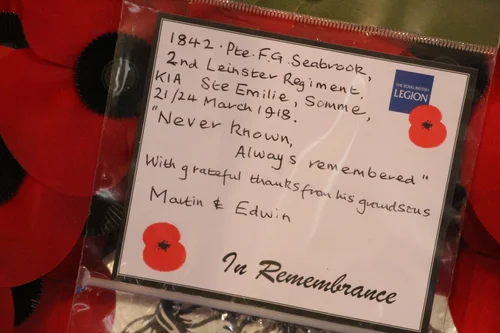 1842. Pte. F.G. Seabrook,
2nd Leinster Regiment,
KIA Ste Emilie, Somme,
21/24 March 1918.
"Never known,
Always remembered"
With grateful thanks from his grandsons
Martin & Edwin
THE ROYAL BRITISH
LEGION
In Remembrance